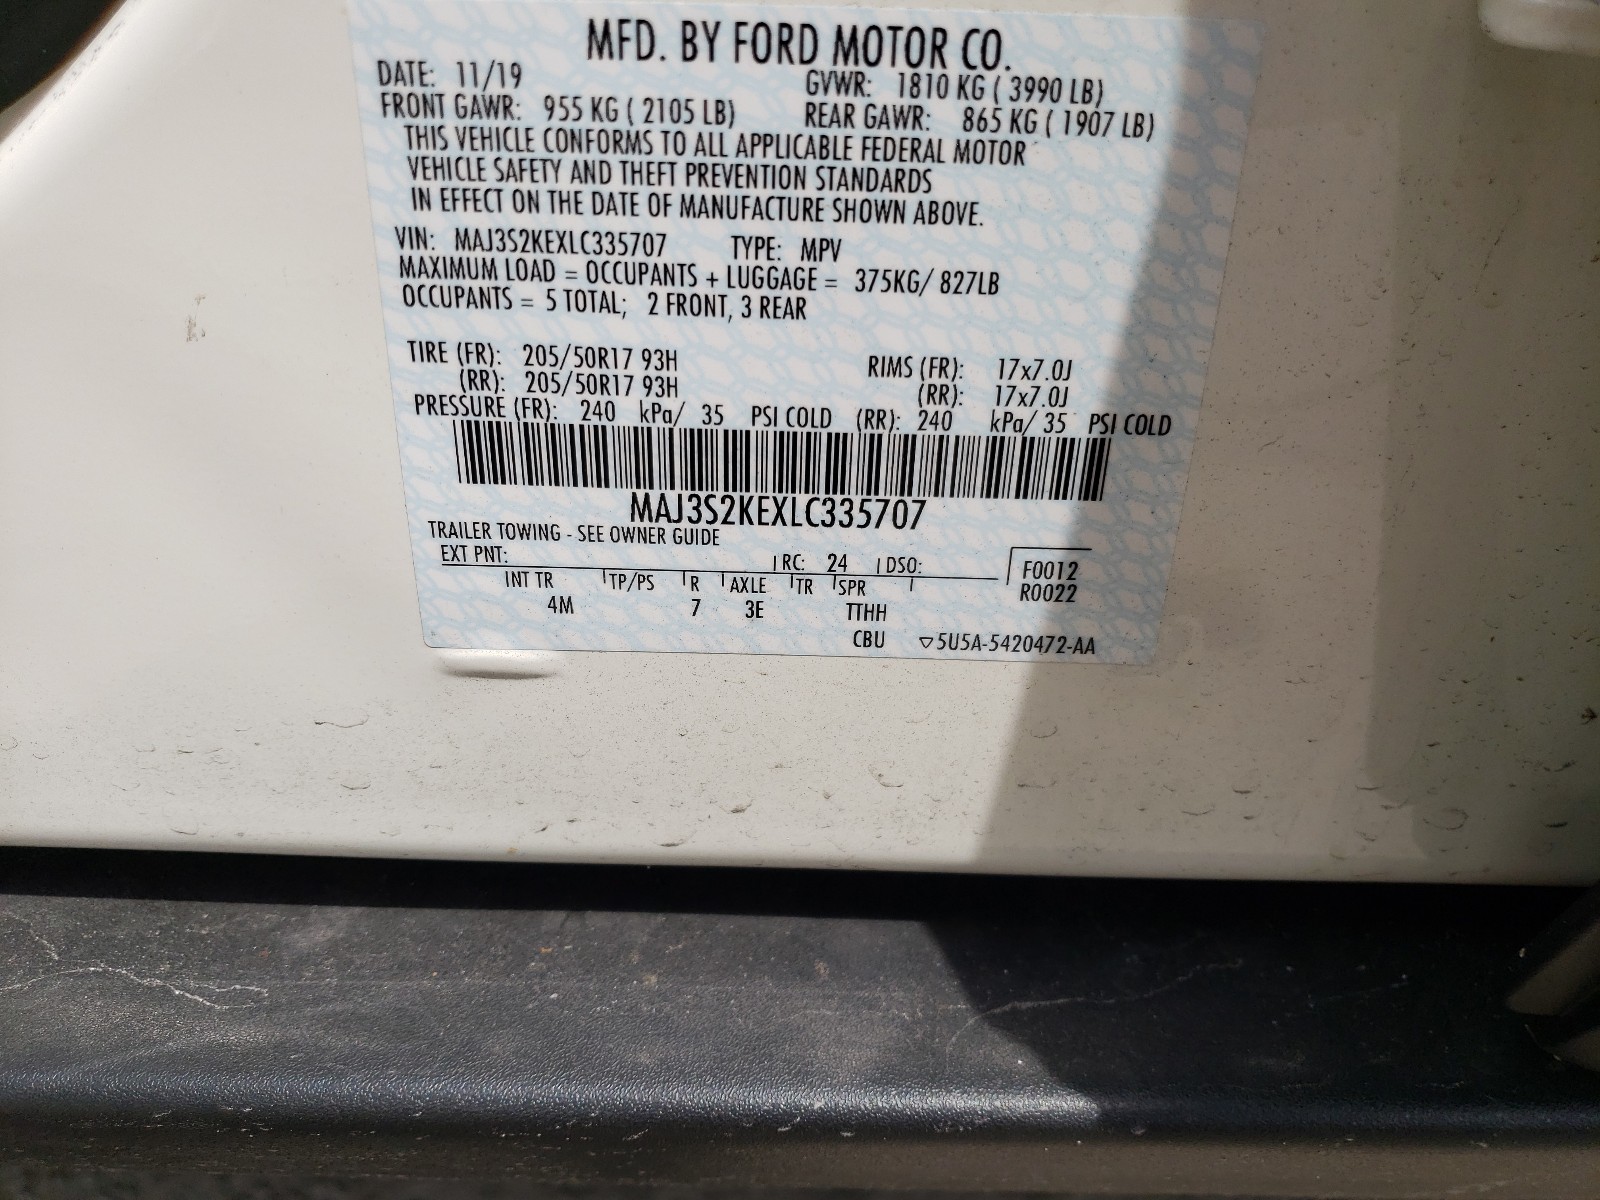 MFD. BY FORD MOTOR CO.
DATE: 11/19 GVWR: 1810 KG ( 3990 LB)
FRONT GAWR: 955 KG ( 2105 LB) REAR GAWR: 865 KG ( 1907 LB)
THIS VEHICLE CONFORMS TO ALL APPLICABLE FEDERAL MOTOR
VEHICLE SAFETY AND THEFT PREVENTION STANDARDS
IN EFFECT ON THE DATE OF MANUFACTURE SHOWN ABOVE.
VIN: MAJ3S2KEXLC335707 TYPE: MPV
MAXIMUM LOAD = OCCUPANTS + LUGGAGE = 375KG/ 827LB
OCCUPANTS = 5 TOTAL; 2 FRONT, 3 REAR
TIRE (FR): 205/50R17 93H RIMS (FR): 17x7.0J
(RR): 205/50R17 93H (RR): 17x7.0J
PRESSURE (FR): 240 kPa/ 35 PSI COLD (RR): 240 kPa/ 35 PSI COLD
MAJ3S2KEXLC335707
TRAILER TOWING - SEE OWNER GUIDE
EXT PNT: RC: 24 DSO: F0012
INT TR TP/PS R AXLE TR SPR R0022
4M 7 3E TTHH
CBU 5U5A-5420472-AA